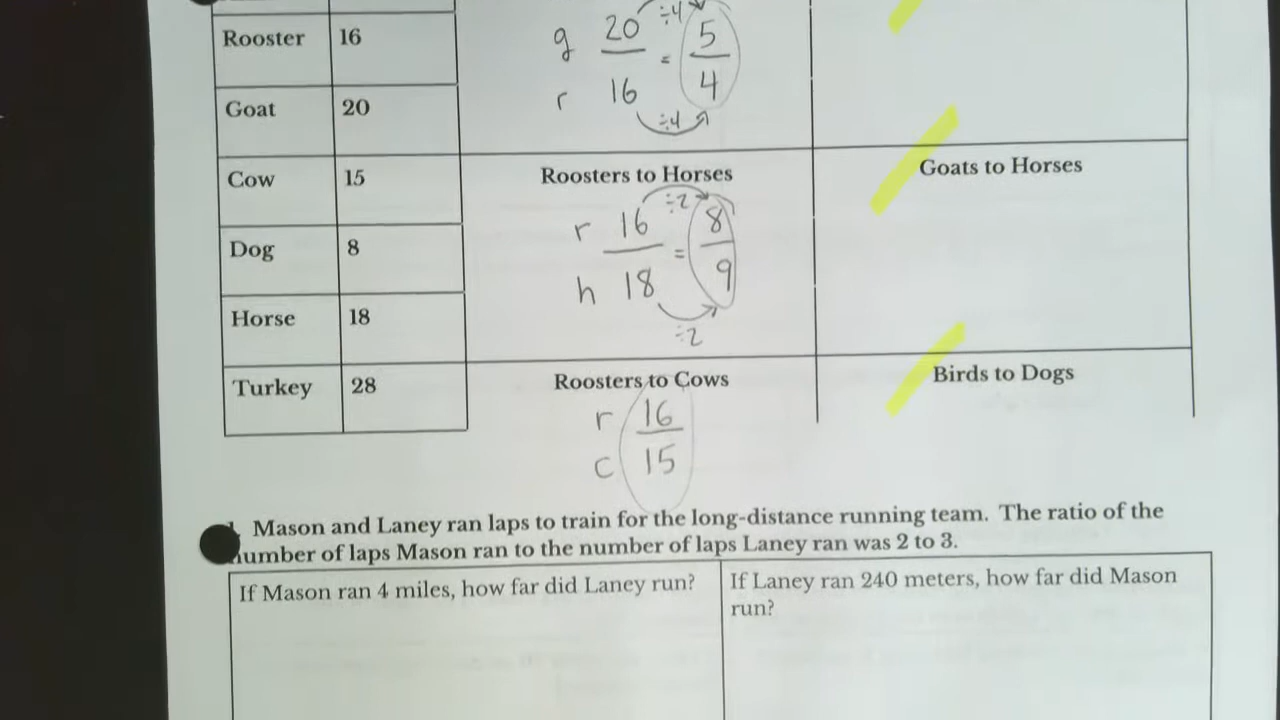 Rooster 16
Goat 20
Cow 15
Dog 8
Horse 18
Turkey 28
g 20 ÷4 5
=
r 16 4
÷4
Roosters to Horses
r 16 ÷2 8
=
h 18 9
÷2
Roosters to Cows
r 16
c 15
Goats to Horses
Birds to Dogs
Mason and Laney ran laps to train for the long-distance running team. The ratio of the
number of laps Mason ran to the number of laps Laney ran was 2 to 3.
If Mason ran 4 miles, how far did Laney run?
If Laney ran 240 meters, how far did Mason
run?